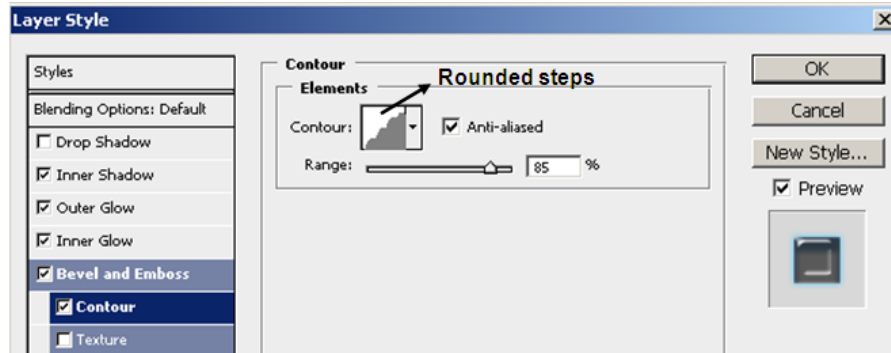 Layer Style
Styles
Blending Options: Default
Drop Shadow
Inner Shadow
Outer Glow
Inner Glow
Bevel and Emboss
Contour
Texture
Contour
Elements
Rounded steps
Contour:
Anti-aliased
Range:
85 %
OK
Cancel
New Style...
Preview